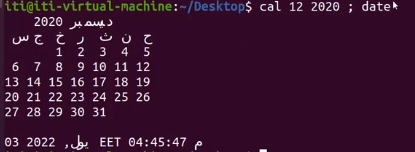 iti@iti-virtual-machine:~/Desktop$ cal 12 2020 ; date
ديسمبر 2020
ح ن ث ر خ ج س
1 2 3 4 5
6 7 8 9 10 11 12
13 14 15 16 17 18 19
20 21 22 23 24 25 26
27 28 29 30 31
03 2022 ,يول EET 04:45:47 م